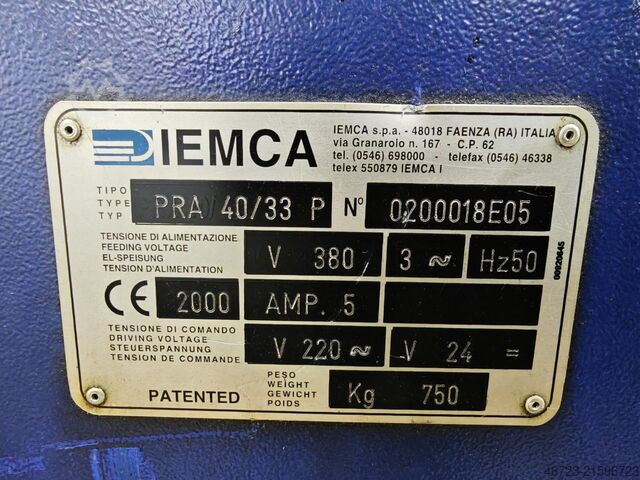 IEMCA
IEMCA s.p.a. - 48018 FAENZA (RA) ITALIA
via Granarolo n. 167 - C.P. 62
tel. (0546) 698000 - telefax (0546) 46338
telex 550879 IEMCA I
TIPO
TYPE
TYP
PRA 40/33 P
N° 0200018E05
TENSIONE DI ALIMENTAZIONE
FEEDING VOLTAGE
EL-SPEISUNG
TENSION D'ALIMENTATION
V 380
3 ~
Hz50
00920645
CE 2000
AMP. 5
TENSIONE DI COMANDO
DRIVING VOLTAGE
STEUERSPANNUNG
TENSION DE COMMANDE
V 220 ~
V 24 =
PATENTED
PESO
WEIGHT
GEWICHT
POIDS
Kg 750
48723-21596723